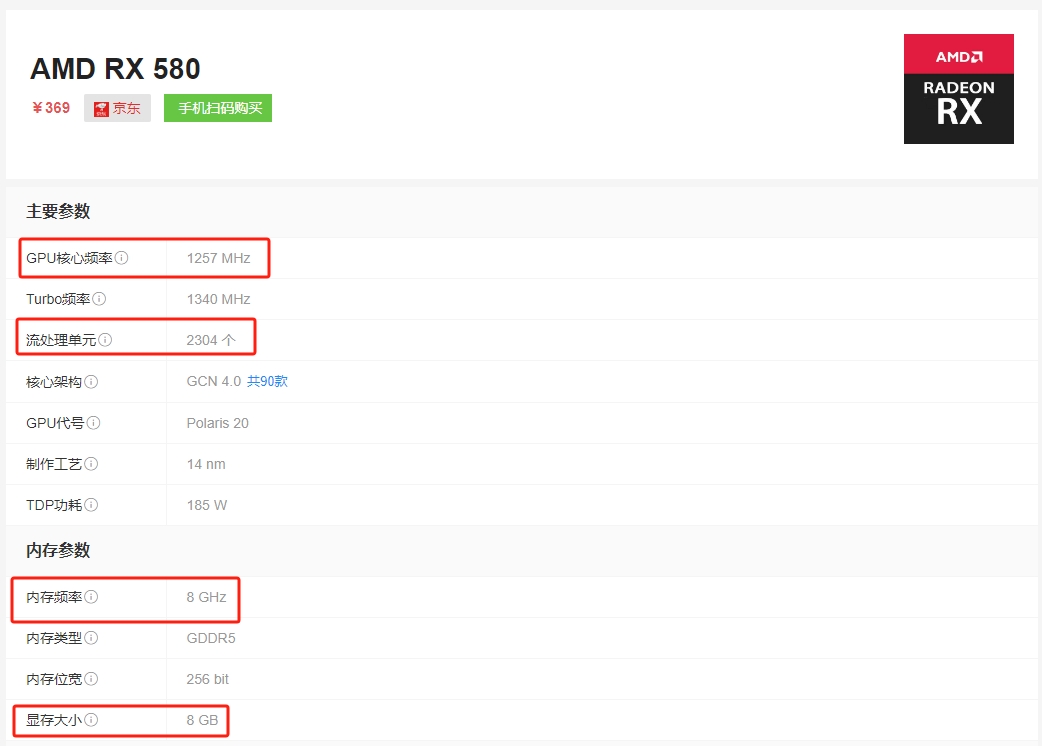 AMD RX 580
¥369 京东 手机扫码购买
AMD
RADEON
RX
主要参数
GPU核心频率 1257 MHz
Turbo频率 1340 MHz
流处理单元 2304 个
核心架构 GCN 4.0 共90款
GPU代号 Polaris 20
制作工艺 14 nm
TDP功耗 185 W
内存参数
内存频率 8 GHz
内存类型 GDDR5
内存位宽 256 bit
显存大小 8 GB